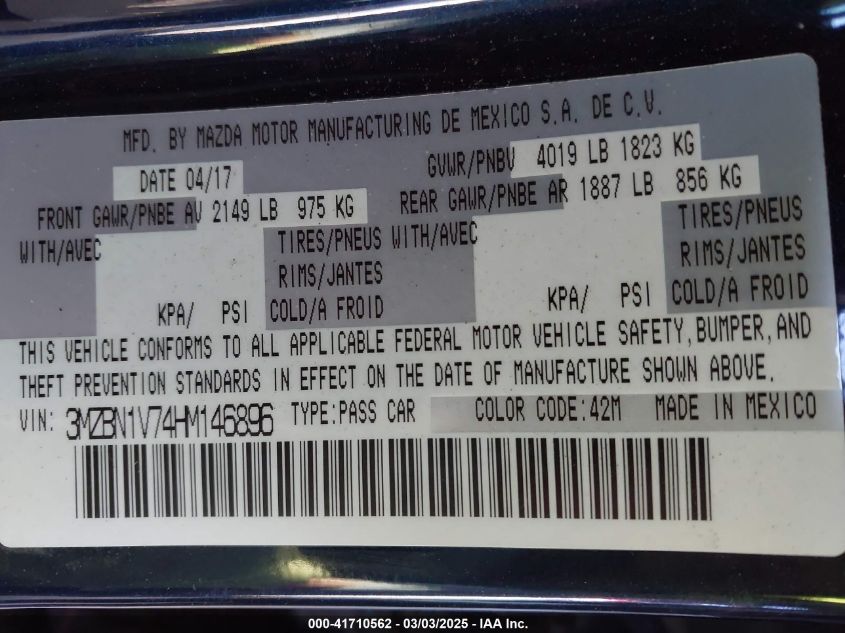 MFD. BY MAZDA MOTOR MANUFACTURING DE MEXICO S.A. DE C.V.
DATE 04/17 GVWR/PNBV 4019 LB 1823 KG
FRONT GAWR/PNBE AV 2149 LB 975 KG REAR GAWR/PNBE AR 1887 LB 856 KG
WITH/AVEC TIRES/PNEUS WITH/AVEC TIRES/PNEUS
RIMS/JANTES RIMS/JANTES
KPA/ PSI COLD/A FROID KPA/ PSI COLD/A FROID
THIS VEHICLE CONFORMS TO ALL APPLICABLE FEDERAL MOTOR VEHICLE SAFETY, BUMPER, AND
THEFT PREVENTION STANDARDS IN EFFECT ON THE DATE OF MANUFACTURE SHOWN ABOVE.
VIN: 3MZBN1V74HM146896 TYPE:PASS CAR COLOR CODE:42M MADE IN MEXICO
000-41710562 - 03/03/2025 - IAA Inc.